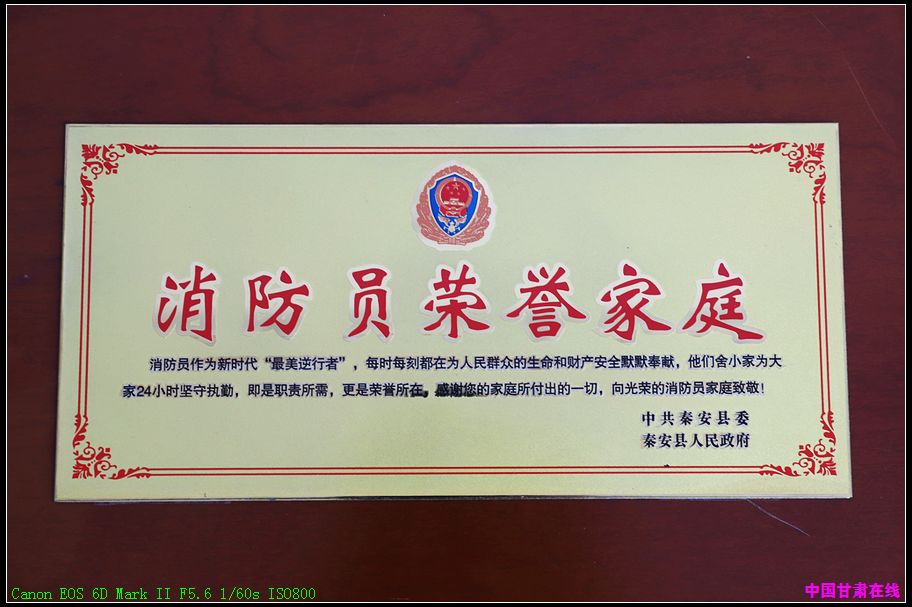 消防员荣誉家庭
消防员作为新时代“最美逆行者”，每时每刻都在为人民群众的生命和财产安全默默奉献，他们舍小家为大
家24小时坚守执勤，即是职责所需，更是荣誉所在，感谢您的家庭所付出的一切，向光荣的消防员家庭致敬！
中共秦安县委
秦安县人民政府
Canon EOS 6D Mark II F5.6 1/60s ISO800
中国甘肃在线